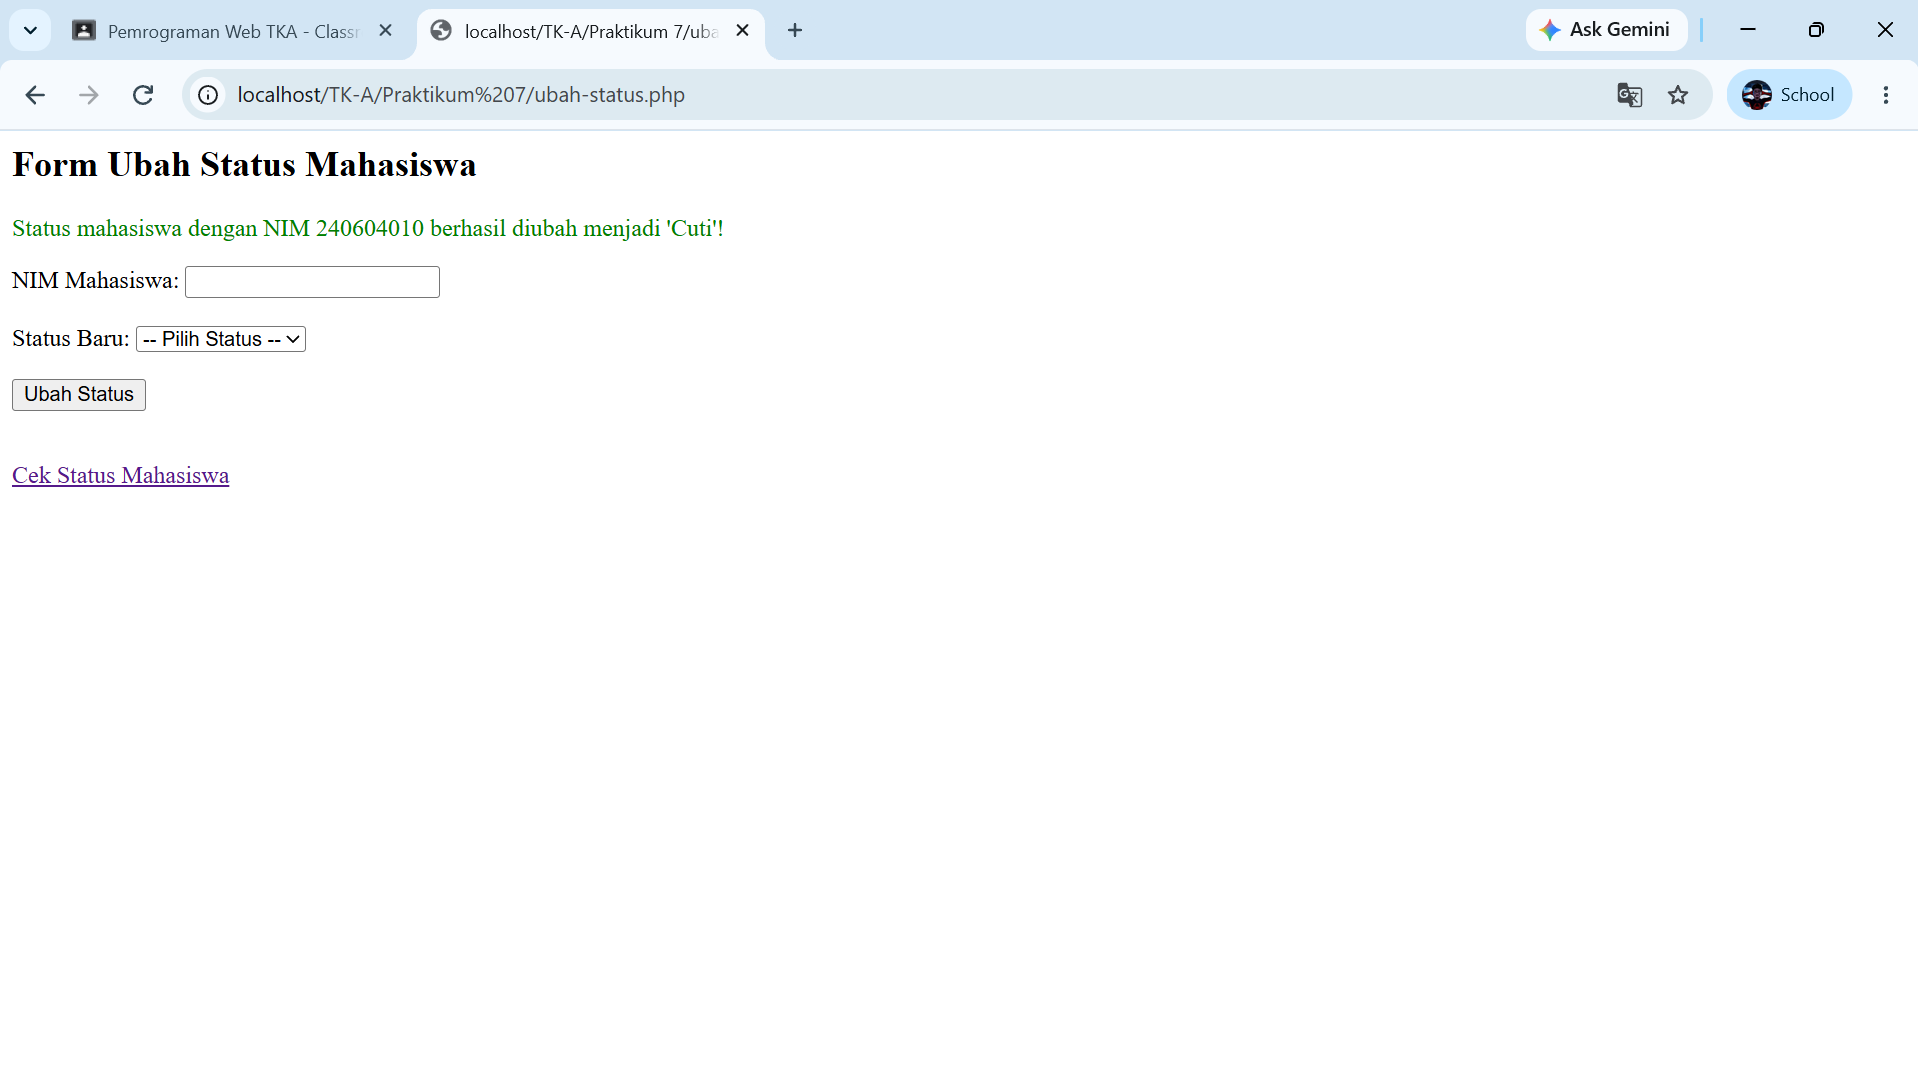 Pemrograman Web TKA - Classr
localhost/TK-A/Praktikum 7/uba
Ask Gemini
localhost/TK-A/Praktikum%207/ubah-status.php
School
Form Ubah Status Mahasiswa
Status mahasiswa dengan NIM 240604010 berhasil diubah menjadi 'Cuti'!
NIM Mahasiswa:
Status Baru: -- Pilih Status --
Ubah Status
Cek Status Mahasiswa